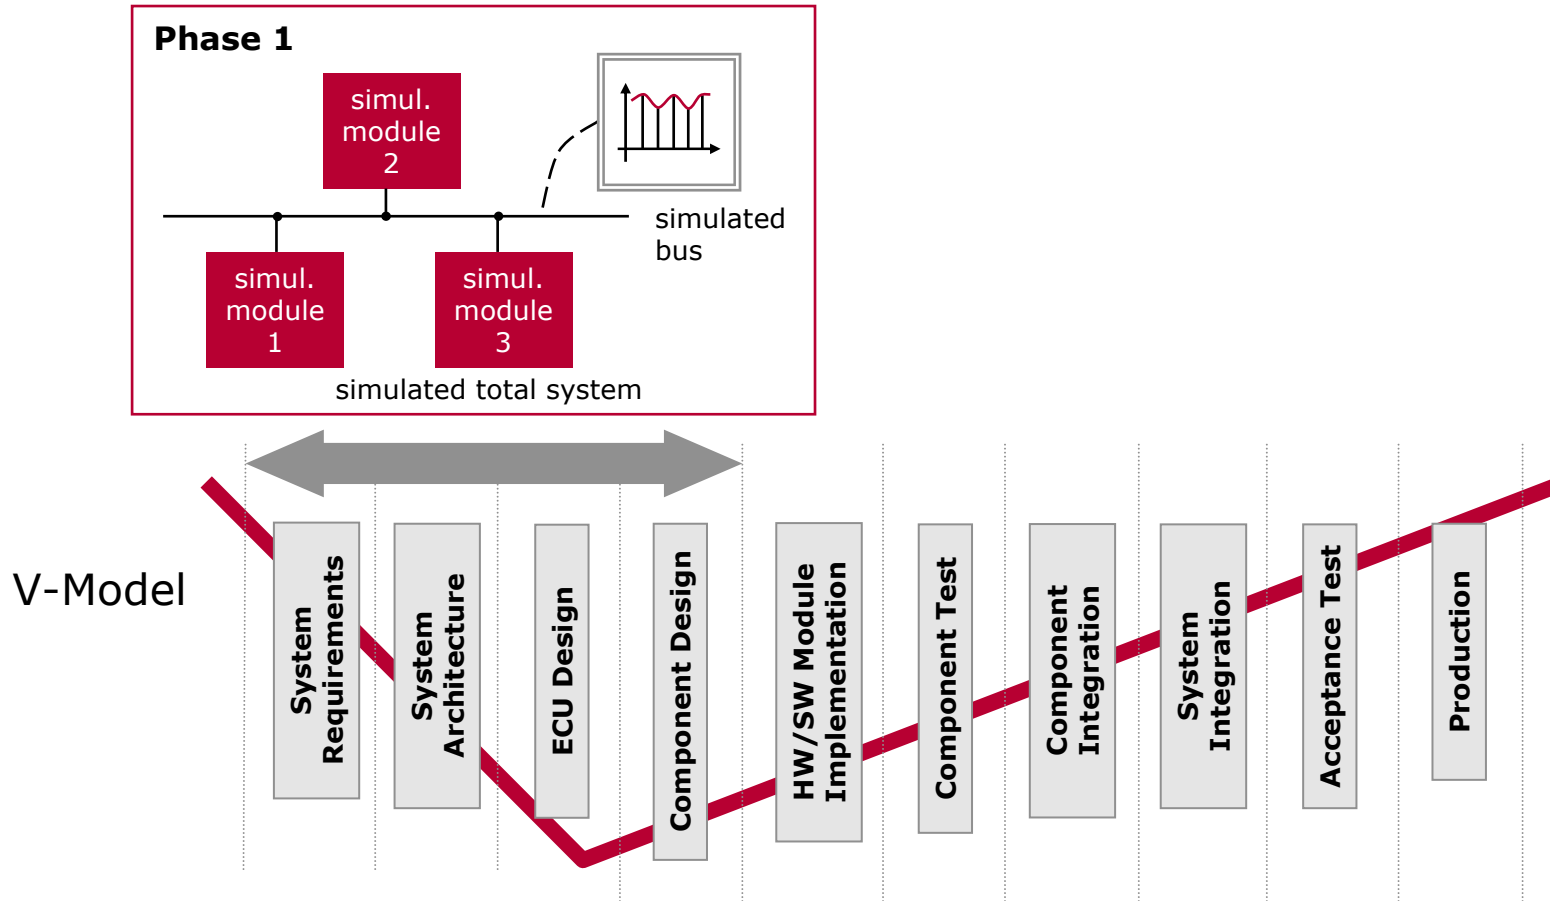 Phase 1
simul.
module
2
simulated
bus
simul.
module
1
simul.
module
3
simulated total system
V-Model
System
Requirements
System
Architecture
ECU Design
Component Design
HW/SW Module
Implementation
Component Test
Component
Integration
System
Integration
Acceptance Test
Production